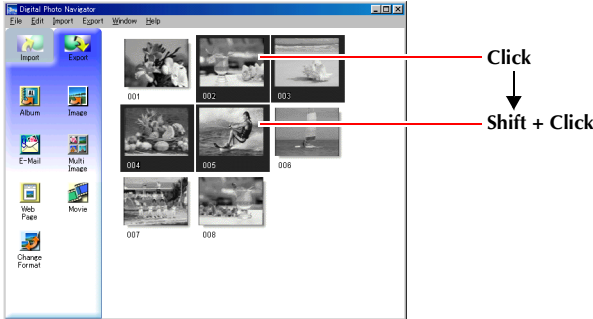 Digital Photo Navigator
File Edit Import Export Window Help
Import Export
001 002 003
Click
Album Image
Shift + Click
E-Mail Multi Image
004 005 006
Web Page Movie
007 008
Change Format